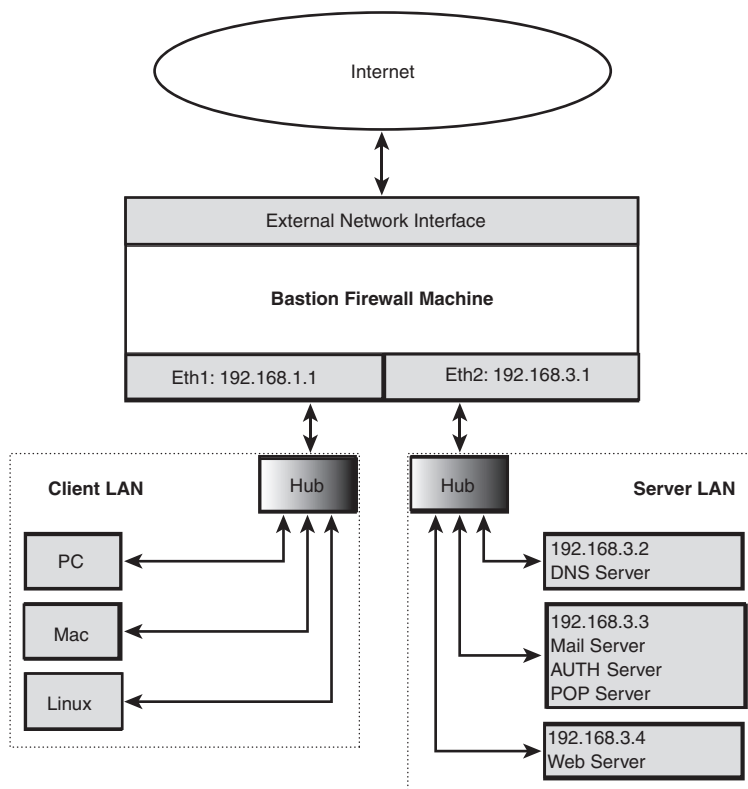 Internet
External Network Interface
Bastion Firewall Machine
Eth1: 192.168.1.1
Eth2: 192.168.3.1
Client LAN
Hub
PC
Mac
Linux
Hub
Server LAN
192.168.3.2
DNS Server
192.168.3.3
Mail Server
AUTH Server
POP Server
192.168.3.4
Web Server